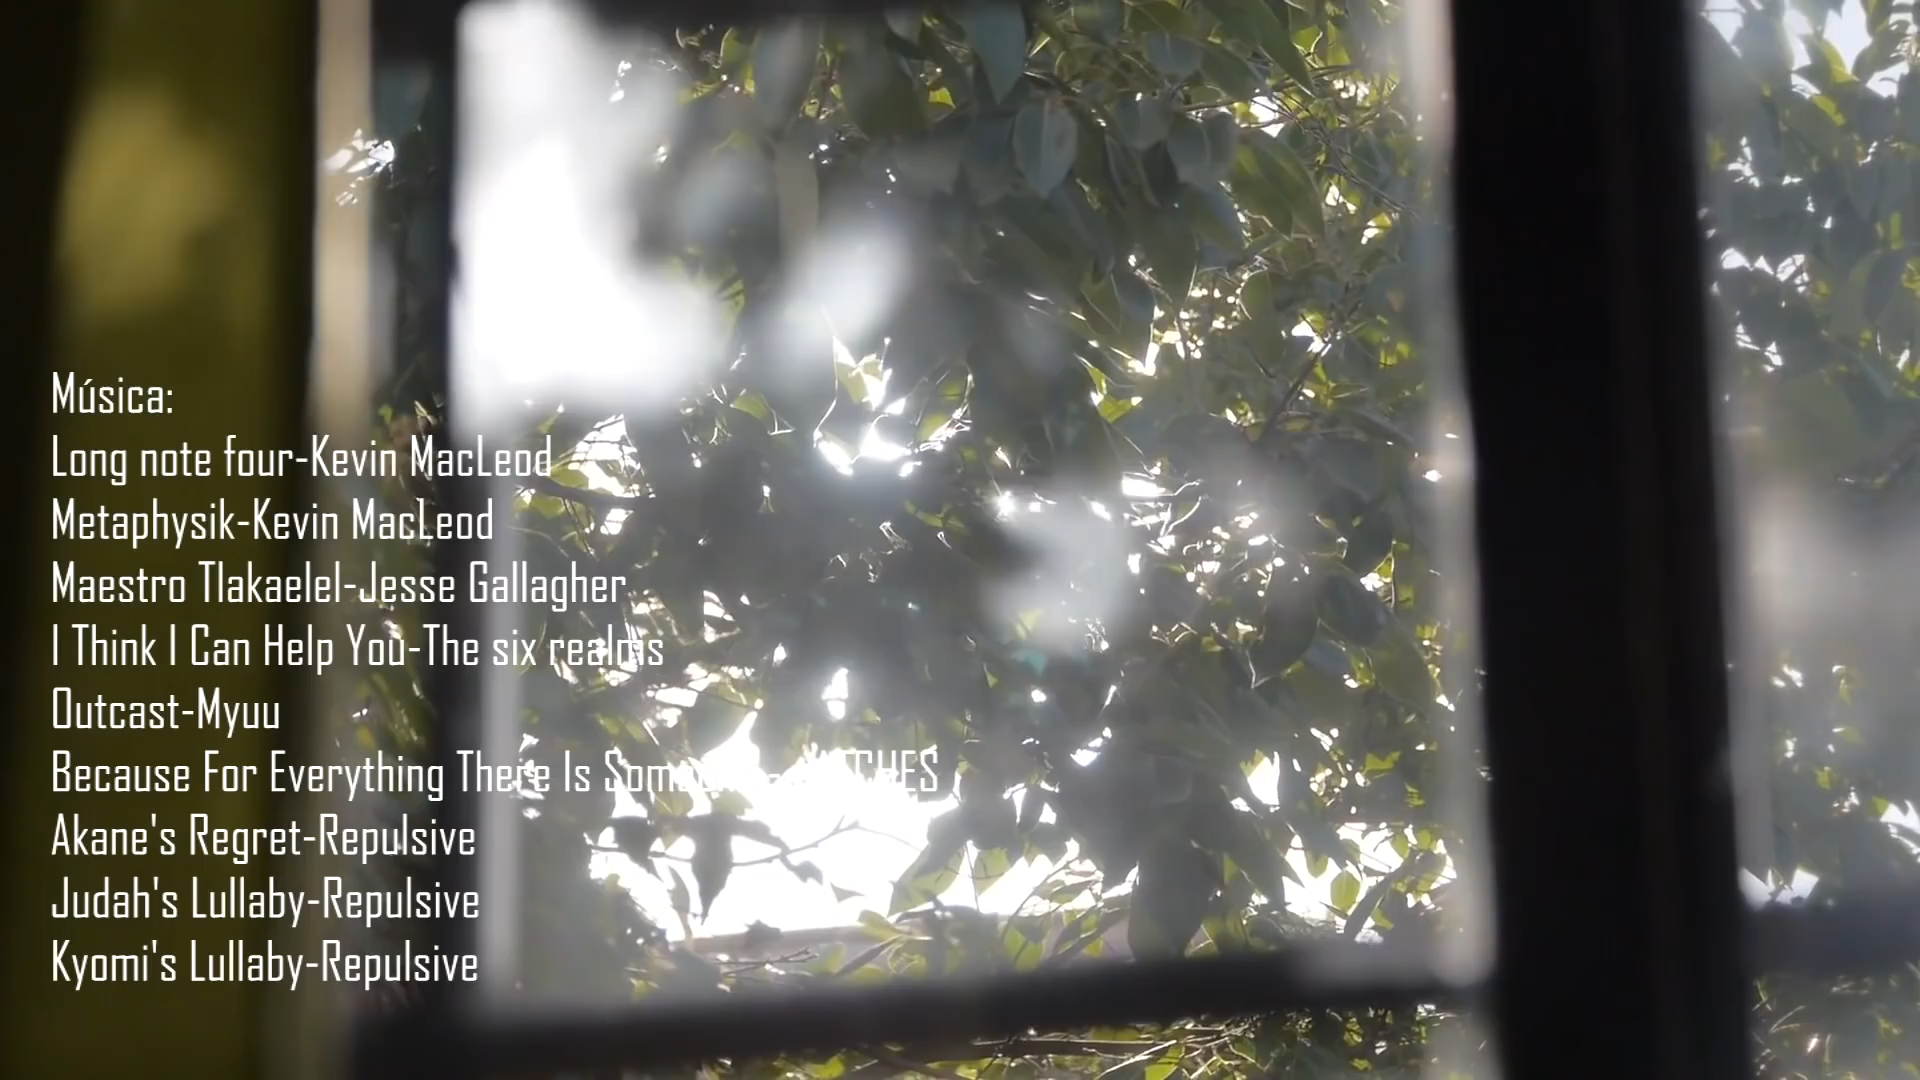 Música:
Long note four-Kevin MacLeod
Metaphysik-Kevin MacLeod
Maestro Tlakaelel-Jesse Gallagher
I Think I Can Help You-The six realms
Outcast-Myuu
Because For Everything There Is
Akane's Regret-Repulsive
Judah's Lullaby-Repulsive
Kyomi's Lullaby-Repulsive